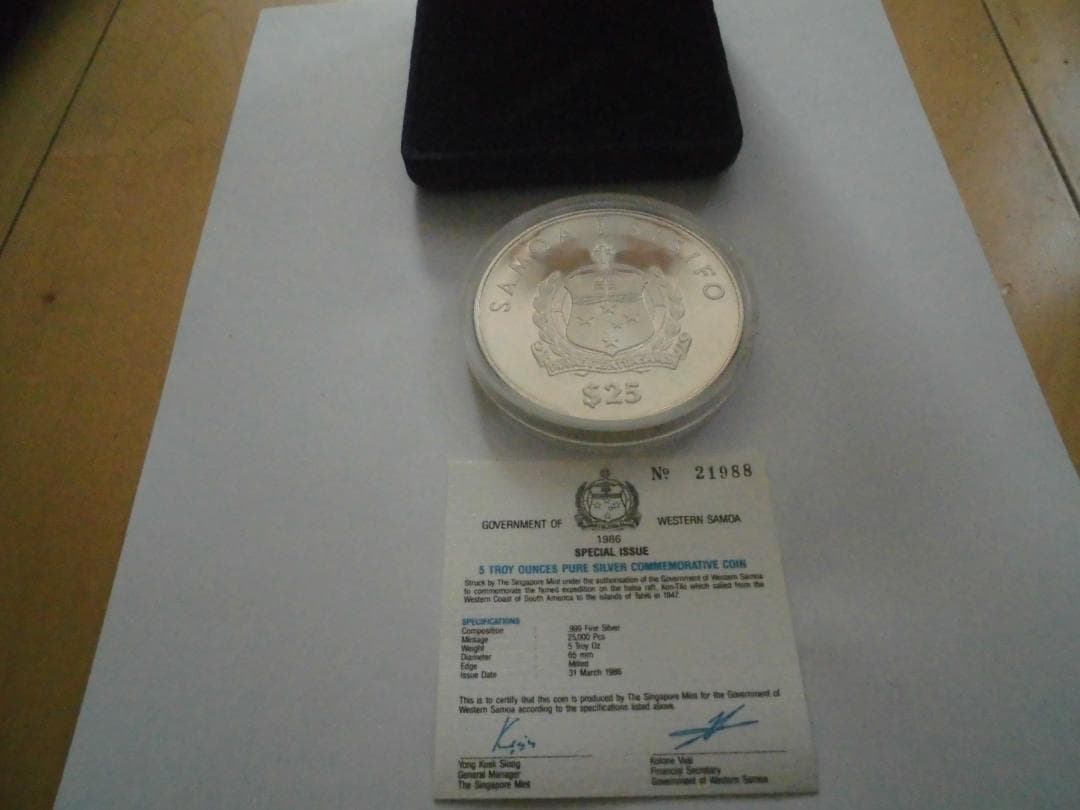 SAMOA I SISIFO
$25
Nº 21988
GOVERNMENT OF WESTERN SAMOA
1986
SPECIAL ISSUE
5 TROY OUNCES PURE SILVER COMMEMORATIVE COIN
Struck by The Singapore Mint under the authorisation of the Government of Western Samoa
to commemorate the famed expedition on the balsa raft, Kon-Tiki which sailed from the
Western Coast of South America to the islands of Tahiti in 1947.
SPECIFICATIONS
Composition : .999 Fine Silver
Mintage : 25,000 Pcs
Weight : 5 Troy Oz
Diameter : 65 mm
Edge : Milled
Issue Date : 31 March 1986
This is to certify that this coin is produced by The Singapore Mint for the Government of
Western Samoa according to the specifications listed above.
Yong Kuek Siong
General Manager
The Singapore Mint
Kolone Vaai
Financial Secretary
Government of Western Samoa